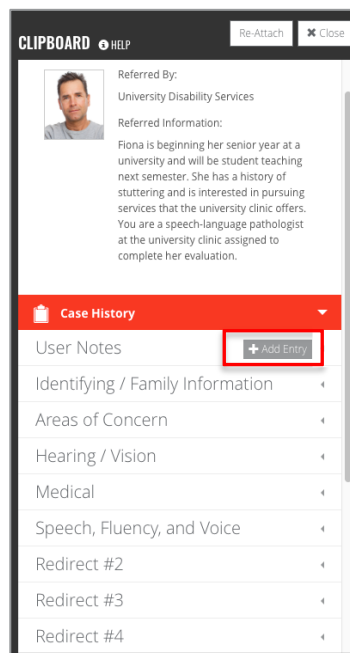 CLIPBOARD HELP
Re-Attach ✖ Close
Referred By:
University Disability Services
Referred Information:
Fiona is beginning her senior year at a
university and will be student teaching
next semester. She has a history of
stuttering and is interested in pursuing
services that the university clinic offers.
You are a speech-language pathologist
at the university clinic assigned to
complete her evaluation.
Case History
User Notes
+ Add Entry
Identifying / Family Information
Areas of Concern
Hearing / Vision
Medical
Speech, Fluency, and Voice
Redirect #2
Redirect #3
Redirect #4